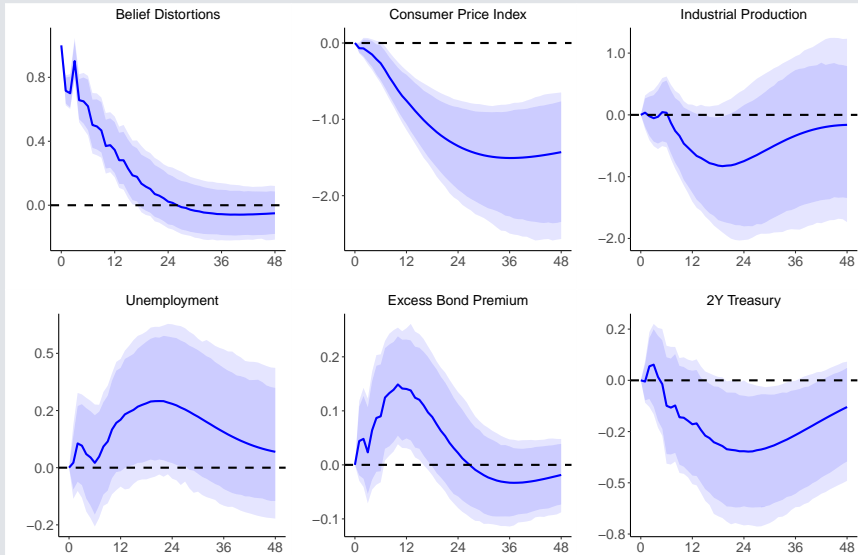 Belief Distortions
0.8
0.4
0.0
0 12 24 36 48
Consumer Price Index
0.0
−1.0
−2.0
0 12 24 36 48
Industrial Production
1.0
0.0
−1.0
−2.0
0 12 24 36 48
Unemployment
0.5
0.2
0.0
−0.2
0 12 24 36 48
Excess Bond Premium
0.2
0.1
0.0
−0.1
0 12 24 36 48
2Y Treasury
0.2
0.0
−0.2
−0.5
−0.8
0 12 24 36 48